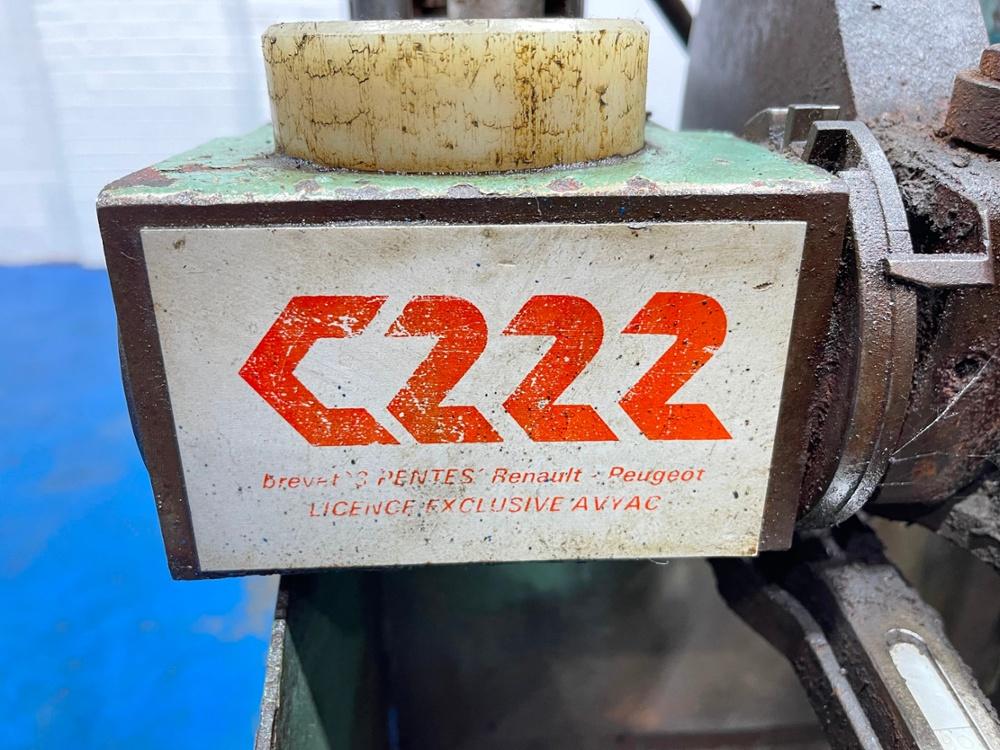 C222
brevet "3 PENTES" Renault - Peugeot
LICENCE EXCLUSIVE AVYAC